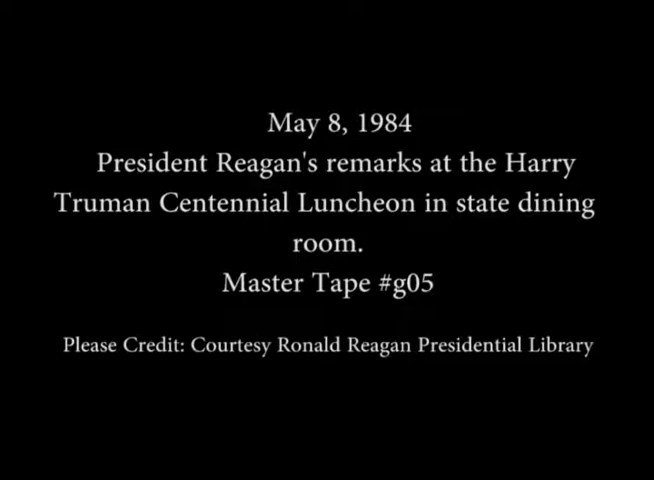 May 8, 1984
President Reagan's remarks at the Harry
Truman Centennial Luncheon in state dining
room.
Master Tape #g05
Please Credit: Courtesy Ronald Reagan Presidential Library